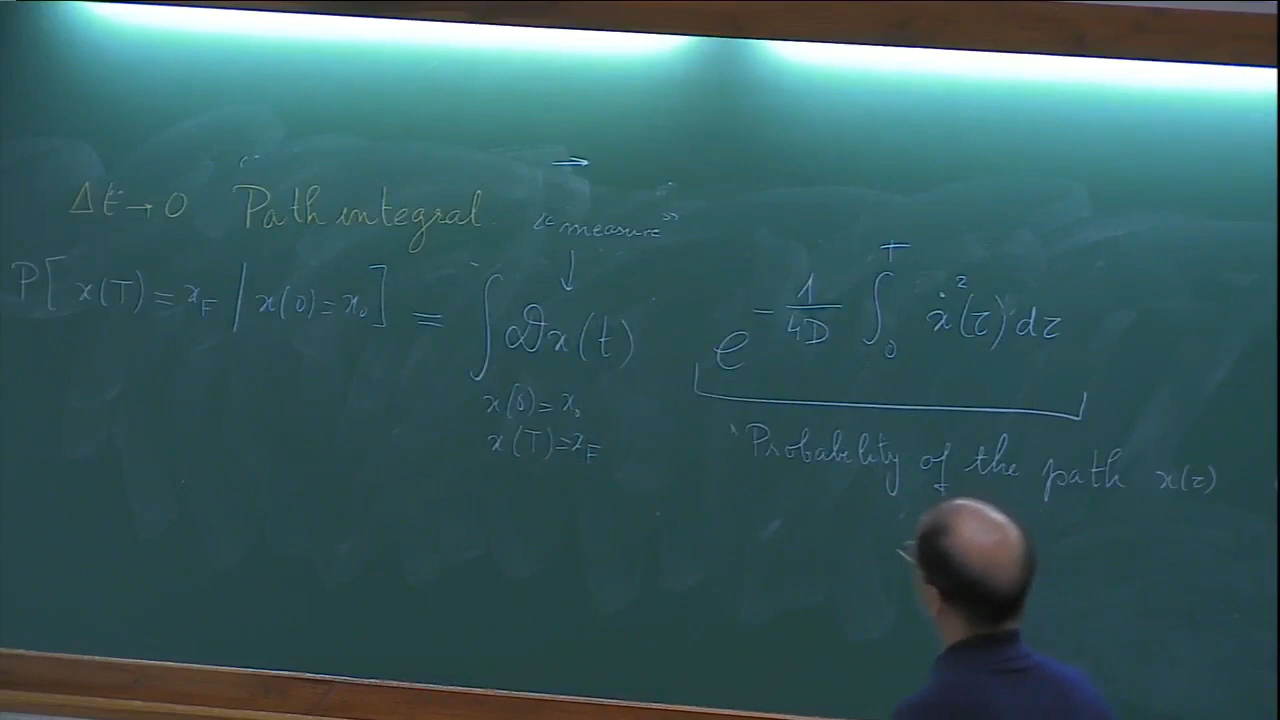 Δt → 0 Path integral
"measure"
P[x(T) = x_F / x(0) = x_0] = ∫ 𝒟x(t) e^{-\frac{1}{4D} ∫_0^T ẋ²(τ) dτ}
x(0) = x_0
x(T) = x_F
Probability of the path x(τ)